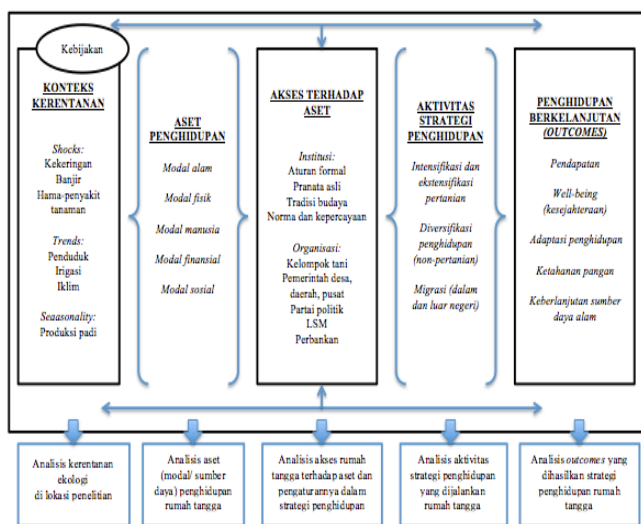 Kebijakan
KONTEKS
KERENTANAN
Shocks:
Kekeringan
Banjir
Hama-penyakit
tanaman
Trends:
Penduduk
Irigasi
Iklim
Seaasonality:
Produksi padi
ASET
PENGHIDUPAN
Modal alam
Modal fisik
Modal manusia
Modal finansial
Modal sosial
AKSES TERHADAP
ASET
Institusi:
Aturan formal
Pranata asli
Tradisi budaya
Norma dan kepercayaan
Organisasi:
Kelompok tani
Pemerintah desa,
daerah, pusat
Partai politik
LSM
Perbankan
AKTIVITAS
STRATEGI
PENGHIDUPAN
Intensifikasi dan
ekstensifikasi
pertanian
Diversifikasi
penghidupan
(non-pertanian)
Migrasi (dalam
dan luar negeri)
PENGHIDUPAN
BERKELANJUTAN
(OUTCOMES)
Pendapatan
Well-being
(kesejahteraan)
Adaptasi penghidupan
Ketahanan pangan
Keberlanjutan sumber
daya alam
Analisis kerentanan
ekologi
di lokasi penelitian
Analisis aset
(modal/ sumber
daya) penghidupan
rumah tangga
Analisis akses rumah
tangga terhadap aset dan
pengaturannya dalam
strategi penghidupan
Analisis aktivitas
strategi penghidupan
yang dijalankan
rumah tangga
Analisis outcomes yang
dihasilkan strategi
penghidupan rumah
tangga